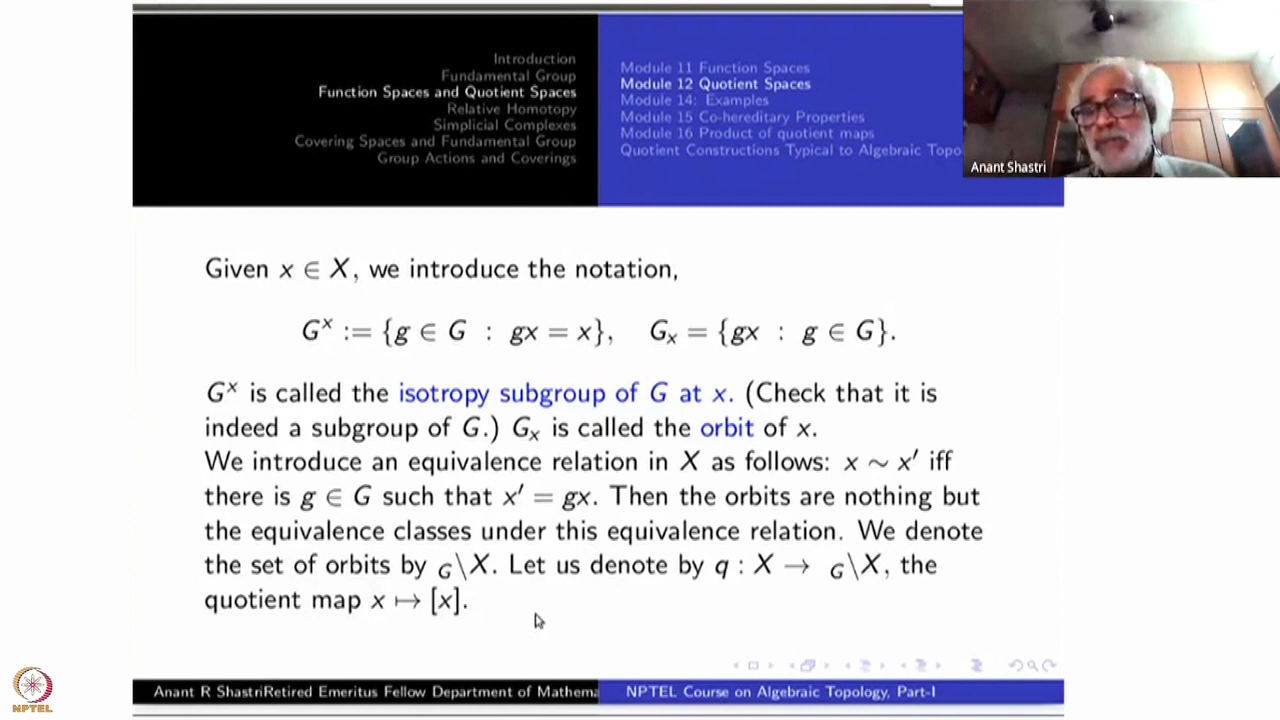 Introduction
Fundamental Group
Function Spaces and Quotient Spaces
Relative Homotopy
Simplicial Complexes
Covering Spaces and Fundamental Group
Group Actions and Coverings
Module 11 Function Spaces
Module 12 Quotient Spaces
Module 14: Examples
Module 15 Co-hereditary Properties
Module 16 Product of quotient maps
Quotient Constructions Typical to Algebraic Topo
Anant Shastri
Given x ∈ X, we introduce the notation,
Gˣ := {g ∈ G : gx = x}, Gₓ = {gx : g ∈ G}.
Gˣ is called the isotropy subgroup of G at x. (Check that it is
indeed a subgroup of G.) Gₓ is called the orbit of x.
We introduce an equivalence relation in X as follows: x ∼ x′ iff
there is g ∈ G such that x′ = gx. Then the orbits are nothing but
the equivalence classes under this equivalence relation. We denote
the set of orbits by G\X. Let us denote by q : X → G\X, the
quotient map x ↦ [x].
Anant R ShastriRetired Emeritus Fellow Department of Mathema
NPTEL Course on Algebraic Topology, Part-I
NPTEL